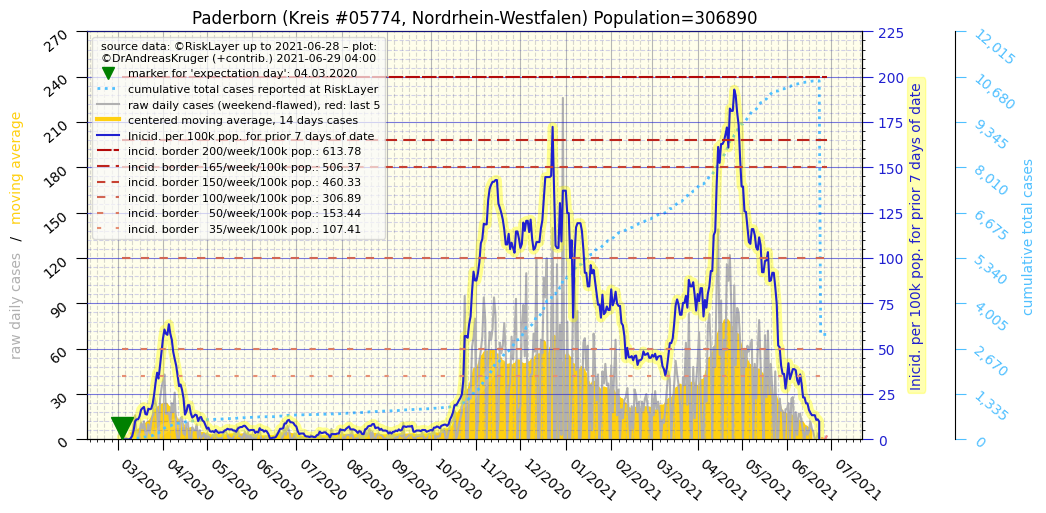 Paderborn (Kreis #05774, Nordrhein-Westfalen) Population=306890
source data: ©RiskLayer up to 2021-06-28 – plot:
©DrAndreasKruger (+contrib.) 2021-06-29 04:00
marker for 'expectation day': 04.03.2020
cumulative total cases reported at RiskLayer
raw daily cases (weekend-flawed), red: last 5
centered moving average, 14 days cases
Inicid. per 100k pop. for prior 7 days of date
incid. border 200/week/100k pop.: 613.78
incid. border 165/week/100k pop.: 506.37
incid. border 150/week/100k pop.: 460.33
incid. border 100/week/100k pop.: 306.89
incid. border 50/week/100k pop.: 153.44
incid. border 35/week/100k pop.: 107.41
raw daily cases / moving average
270
240
210
180
150
120
90
60
30
0
225
200
175
150
125
100
75
50
25
0
Inicid. per 100k pop. for prior 7 days of date
12,015
10,680
9,345
8,010
6,675
5,340
4,005
2,670
1,335
0
cumulative total cases
03/2020
04/2020
05/2020
06/2020
07/2020
08/2020
09/2020
10/2020
11/2020
12/2020
01/2021
02/2021
03/2021
04/2021
05/2021
06/2021
07/2021